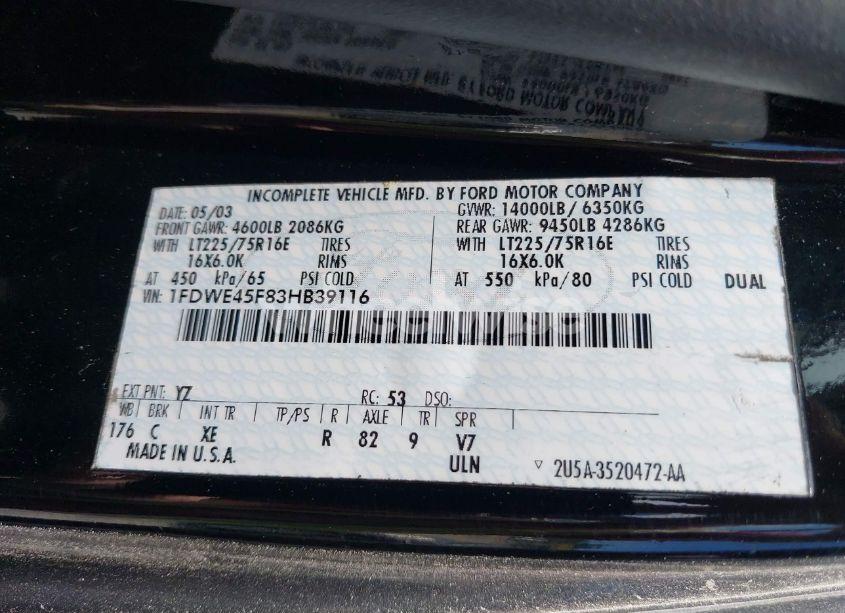 INCOMPLETE VEHICLE MFD. BY FORD MOTOR COMPANY
DATE: 05/03 GVWR: 14000LB/ 6350KG
FRONT GAWR: 4600LB 2086KG REAR GAWR: 9450LB 4286KG
WITH LT225/75R16E TIRES WITH LT225/75R16E TIRES
16X6.0K RIMS 16X6.0K RIMS
AT 450 kPa/65 PSI COLD AT 550 kPa/80 PSI COLD DUAL
VIN: 1FDWE45F83HB39116
EXT PNT: YZ RC: 53 DSO:
WB BRK INT TR TP/PS R AXLE TR SPR
176 C XE R 82 9 V7
MADE IN U.S.A. ULN ▽ 2U5A-3520472-AA